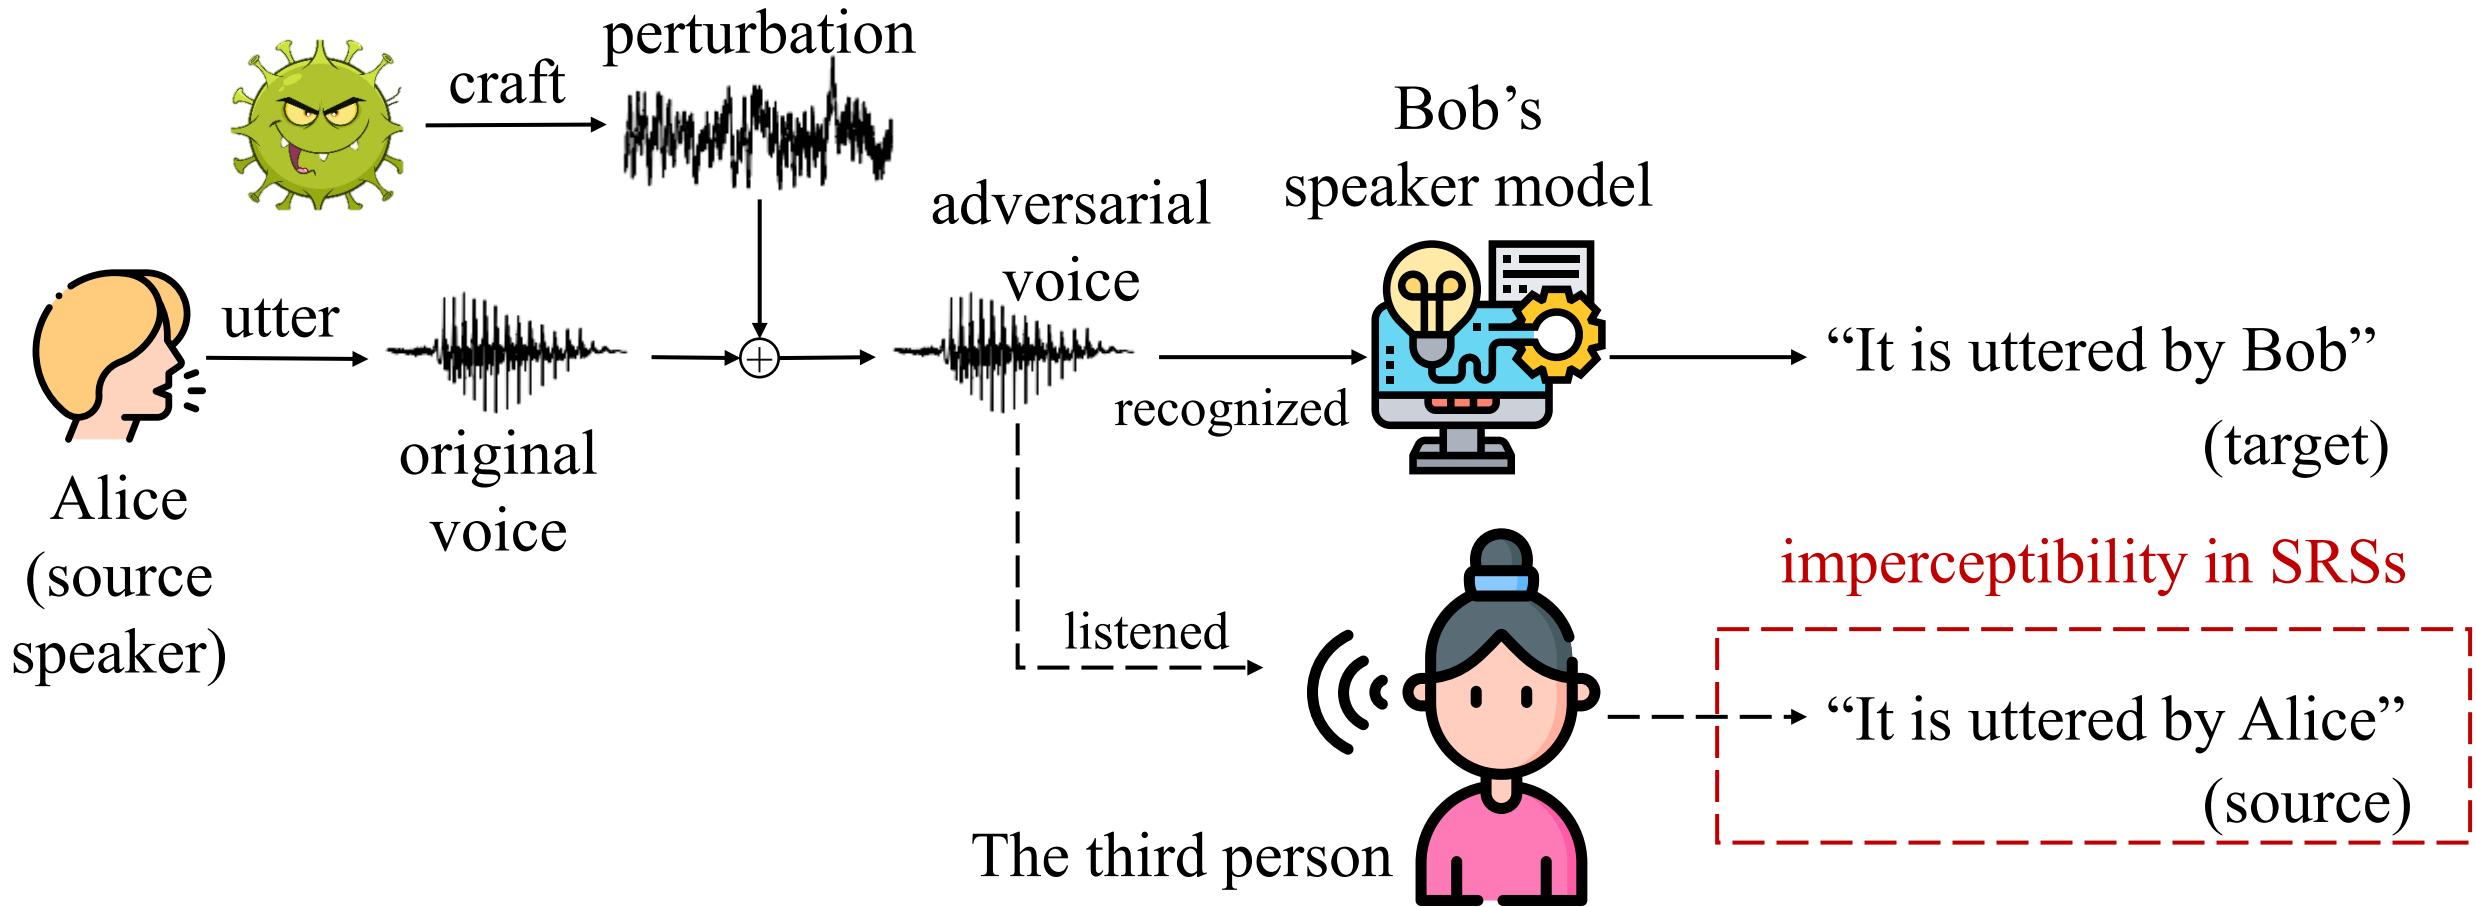 perturbation
craft
Bob’s
speaker model
adversarial
voice
utter
“It is uttered by Bob”
(target)
recognized
original
voice
Alice
(source
speaker)
imperceptibility in SRSs
listened
“It is uttered by Alice”
(source)
The third person